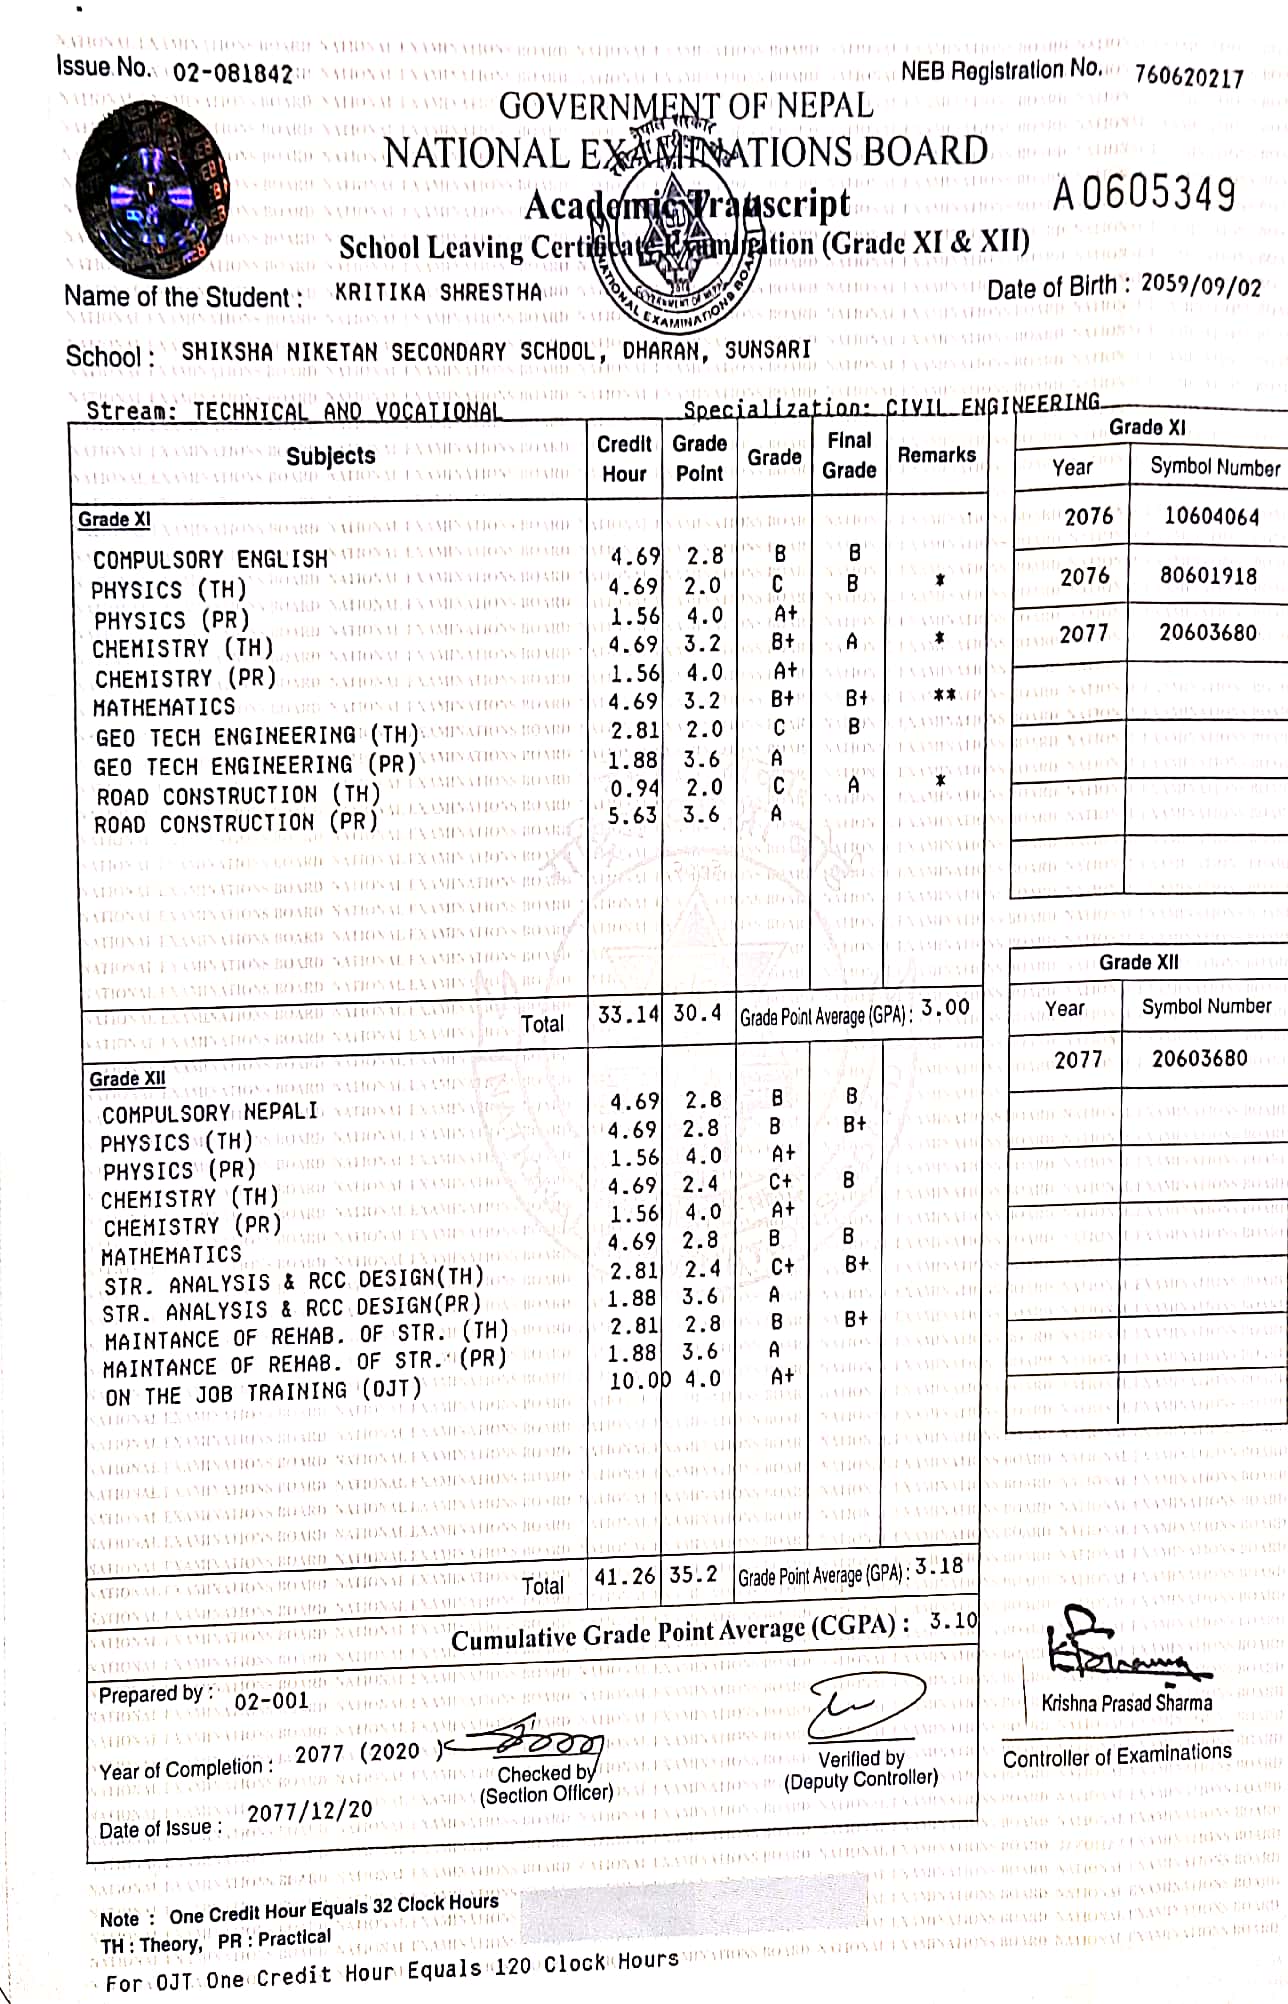 Issue No. 02-081842
NEB Registration No. 760620217
GOVERNMENT OF NEPAL
NATIONAL EXAMINATIONS BOARD
Academic Transcript
A0605349
School Leaving Certificate Examination (Grade XI & XII)
Name of the Student : KRITIKA SHRESTHA
Date of Birth : 2059/09/02
School : SHIKSHA NIKETAN SECONDARY SCHOOL, DHARAN, SUNSARI
Stream: TECHNICAL AND VOCATIONAL Specialization: CIVIL ENGINEERING
Subjects Credit Hour Grade Point Grade Final Grade Remarks
Grade XI
COMPULSORY ENGLISH 4.69 2.8 B B
PHYSICS (TH) 4.69 2.0 C B *
PHYSICS (PR) 1.56 4.0 A+
CHEMISTRY (TH) 4.69 3.2 B+ A *
CHEMISTRY (PR) 1.56 4.0 A+
MATHEMATICS 4.69 3.2 B+ B+ **
GEO TECH ENGINEERING (TH) 2.81 2.0 C B
GEO TECH ENGINEERING (PR) 1.88 3.6 A
ROAD CONSTRUCTION (TH) 0.94 2.0 C A *
ROAD CONSTRUCTION (PR) 5.63 3.6 A
Total 33.14 30.4 Grade Point Average (GPA) : 3.00
Grade XII
COMPULSORY NEPALI 4.69 2.8 B B
PHYSICS (TH) 4.69 2.8 B B+
PHYSICS (PR) 1.56 4.0 A+
CHEMISTRY (TH) 4.69 2.4 C+ B
CHEMISTRY (PR) 1.56 4.0 A+
MATHEMATICS 4.69 2.8 B B
STR. ANALYSIS & RCC DESIGN(TH) 2.81 2.4 C+ B+
STR. ANALYSIS & RCC DESIGN(PR) 1.88 3.6 A
MAINTANCE OF REHAB. OF STR. (TH) 2.81 2.8 B B+
MAINTANCE OF REHAB. OF STR. (PR) 1.88 3.6 A
ON THE JOB TRAINING (OJT) 10.00 4.0 A+
Total 41.26 35.2 Grade Point Average (GPA) : 3.18
Cumulative Grade Point Average (CGPA) : 3.10
Grade XI
Year Symbol Number
2076 10604064
2076 80601918
2077 20603680
Grade XII
Year Symbol Number
2077 20603680
Prepared by : 02-001
Year of Completion : 2077 (2020 )
Date of Issue : 2077/12/20
Checked by
(Section Officer)
Verified by
(Deputy Controller)
Krishna Prasad Sharma
Controller of Examinations
Note : One Credit Hour Equals 32 Clock Hours
TH : Theory, PR : Practical
For OJT One Credit Hour Equals 120 Clock Hours